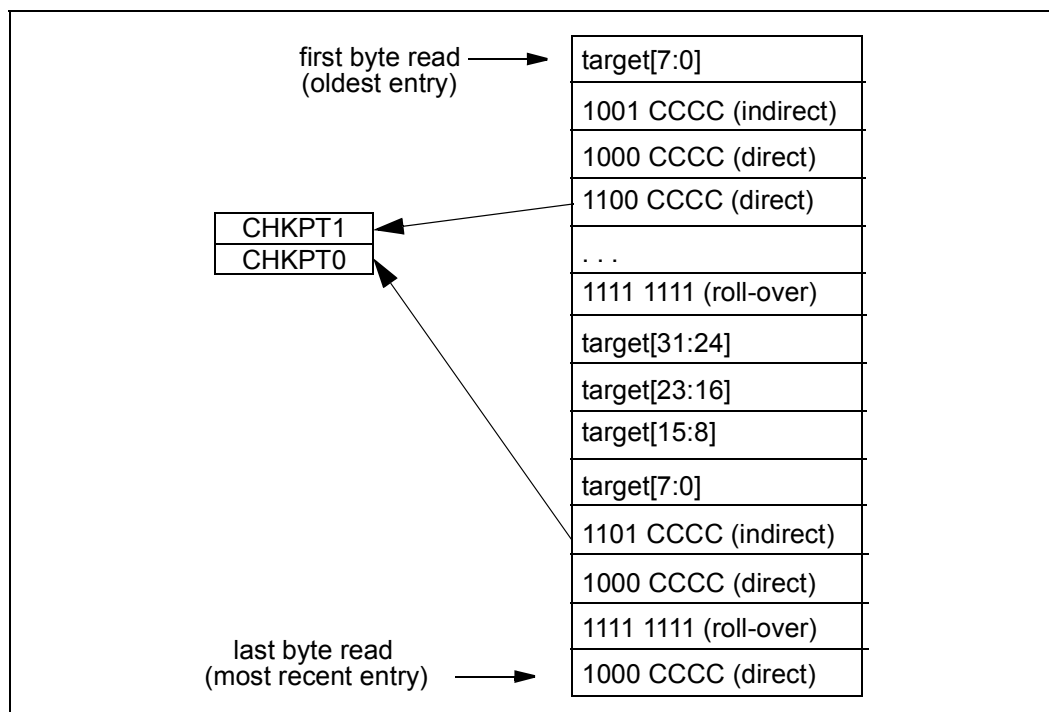 first byte read
(oldest entry)
target[7:0]
1001 CCCC (indirect)
1000 CCCC (direct)
1100 CCCC (direct)
CHKPT1
CHKPT0
. . .
1111 1111 (roll-over)
target[31:24]
target[23:16]
target[15:8]
target[7:0]
1101 CCCC (indirect)
1000 CCCC (direct)
1111 1111 (roll-over)
last byte read
(most recent entry)
1000 CCCC (direct)